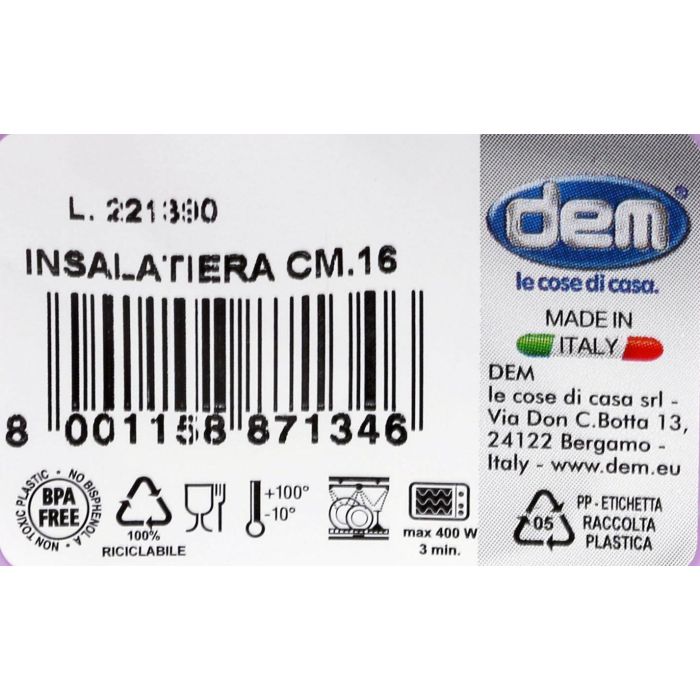 L. 221390
INSALATIERA CM.16
8 001158 871346
NON TOXIC PLASTIC • NO BISPHENOL A •
BPA
FREE
100%
RICICLABILE
+100°
-10°
max 400 W
3 min.
dem®
le cose di casa.
MADE IN
ITALY
DEM
le cose di casa srl -
Via Don C.Botta 13,
24122 Bergamo -
Italy - www.dem.eu
05
PP - ETICHETTA
RACCOLTA
PLASTICA